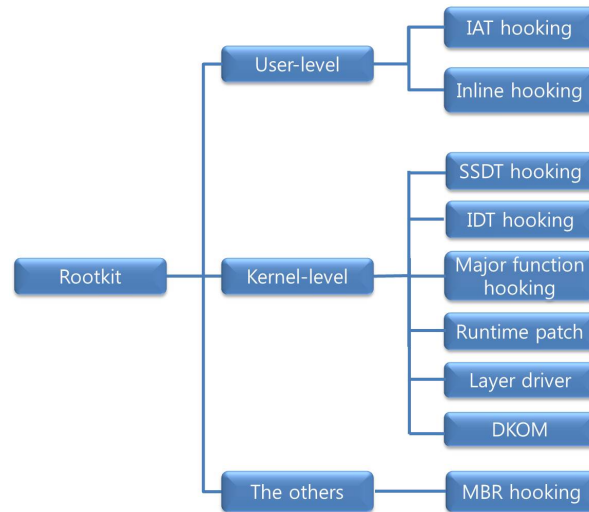 IAT hooking
User-level
Inline hooking
SSDT hooking
IDT hooking
Rootkit
Kernel-level
Major function
hooking
Runtime patch
Layer driver
DKOM
The others
MBR hooking